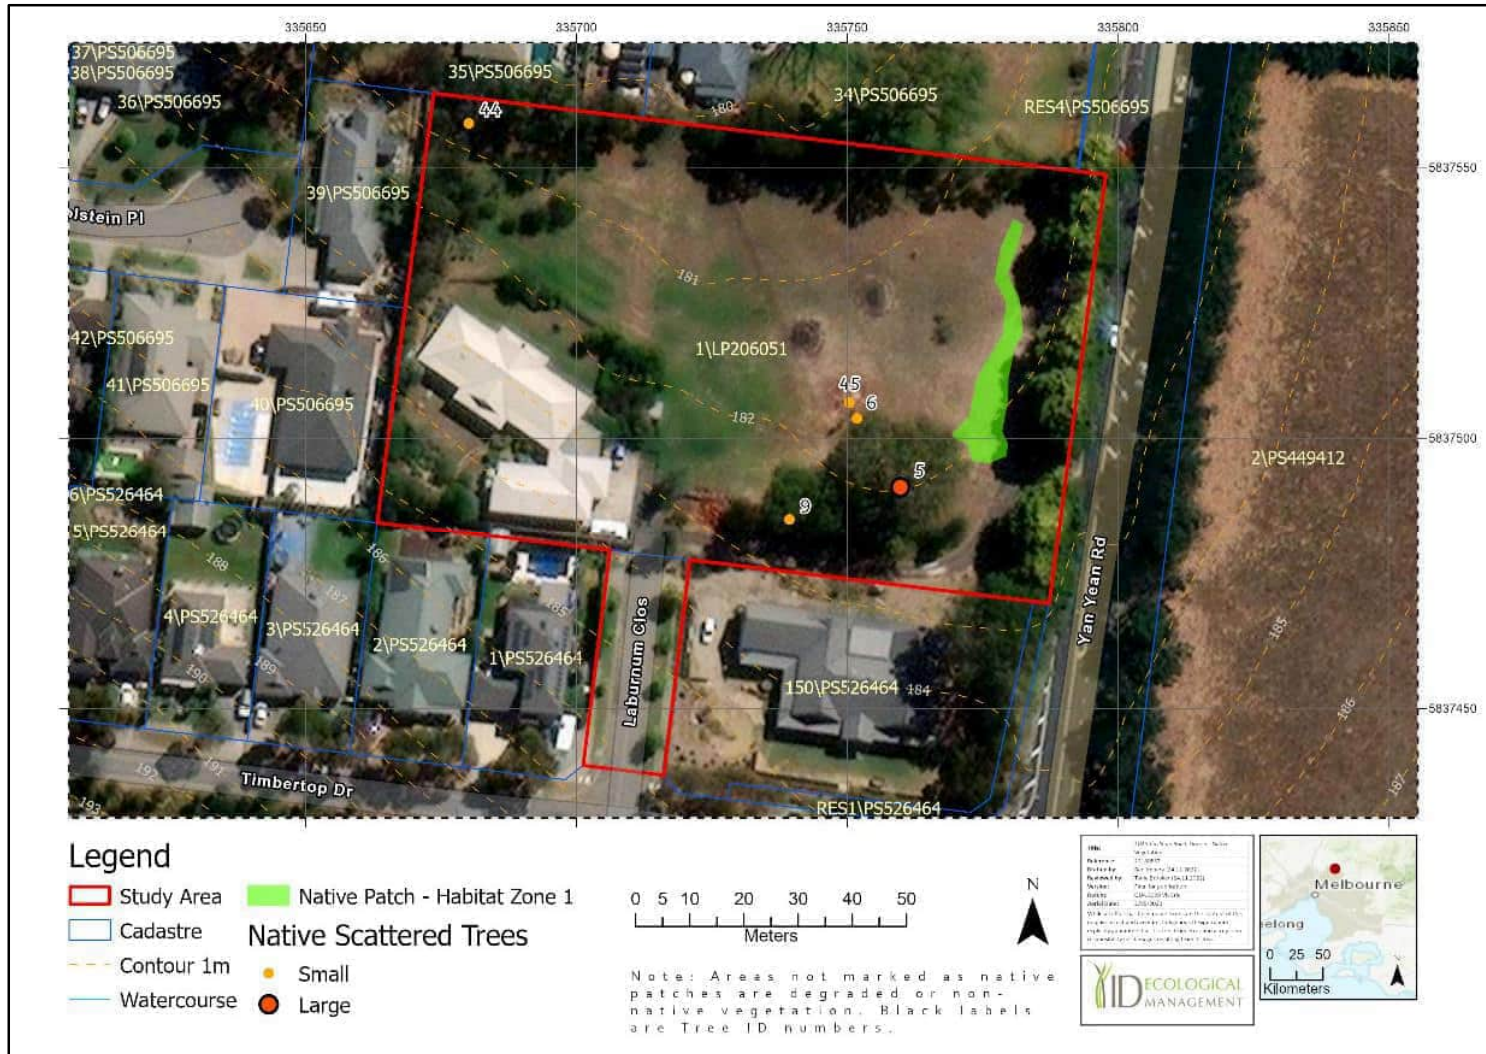 335650
335700
335750
335800
335850
37\PS506695
38\PS506695
36\PS506695
35\PS506695
34\PS506695
RES4\PS506695
44
180
5837550
39\PS506695
olstein Pl
181
42\PS506695
41\PS506695
40\PS506695
1\LP206051
45
6
182
5837500
2\PS449412
5
9
6\PS526464
5\PS526464
188
186
187
185
4\PS526464
3\PS526464
2\PS526464
1\PS526464
189
190
Laburnum Clos
150\PS526464
184
Yan Yean Rd
185
186
187
5837450
192
191
193
Timbertop Dr
RES1\PS526464
Legend
Study Area
Cadastre
Contour 1m
Watercourse
Native Patch - Habitat Zone 1
Native Scattered Trees
Small
Large
0 5 10 20 30 40 50
Meters
Note: Areas not marked as native
patches are degraded or non-
native vegetation. Black labels
are Tree ID numbers.
N
Title:
ID ECOLOGICAL
MANAGEMENT
Melbourne
eelong
0 25 50
Kilometers
N